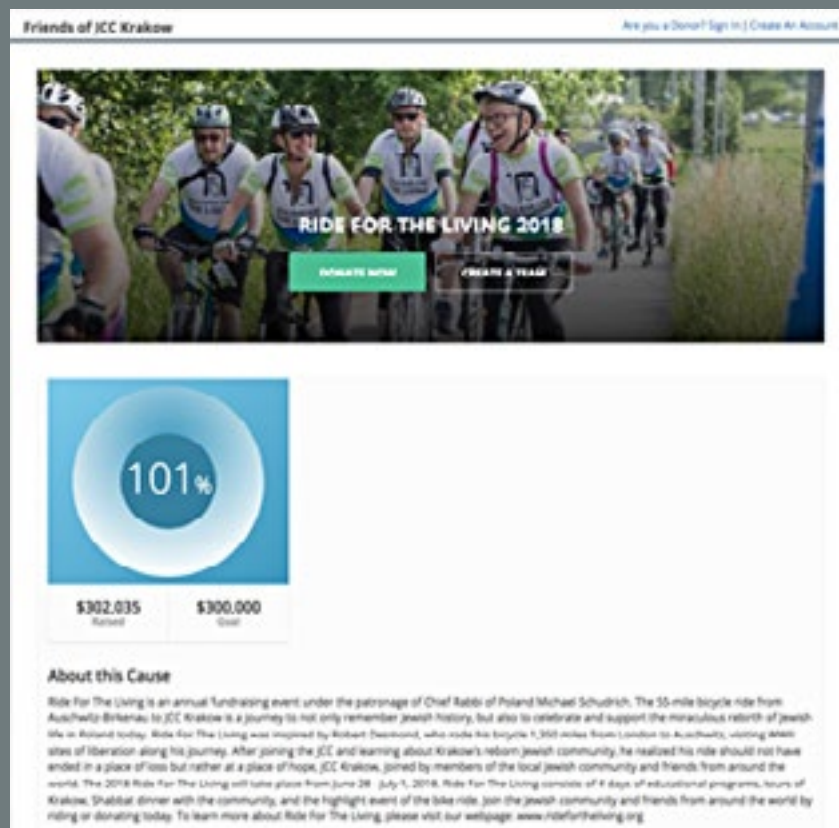 Friends of JCC Krakow
Are you a Donor? Sign In | Create An Account
RIDE FOR THE LIVING 2018
DONATE NOW
CREATE A TEAM
101%
$302,035
$300,000
Raised
Goal
About this Cause
Ride For The Living is an annual fundraising event under the patronage of Chief Rabbi of Poland Michael Schudrich. The 55-mile bicycle ride from
Auschwitz-Birkenau to JCC Krakow is a journey to not only remember Jewish history, but also to celebrate and support the miraculous rebirth of Jewish
life in Poland today. Ride For The Living was inspired by Robert Desmond, who rode his bicycle 1,350 miles from London to Auschwitz, visiting WWII
sites of liberation along his journey. After joining the JCC and learning about Krakow's reborn Jewish community, he realized his ride should not have
ended in a place of loss but rather at a place of hope, JCC Krakow, joined by members of the local Jewish community and friends from around the
world. The 2018 Ride For The Living will take place from June 28 - July 1, 2018. Ride For The Living consists of 4 days of educational programs, tours of
Krakow, Shabbat dinner with the community, and the highlight event of the bike ride. Join the Jewish community and friends from around the world by
riding or donating today. To learn more about Ride For The Living, please visit our webpage: www.ridefortheliving.org